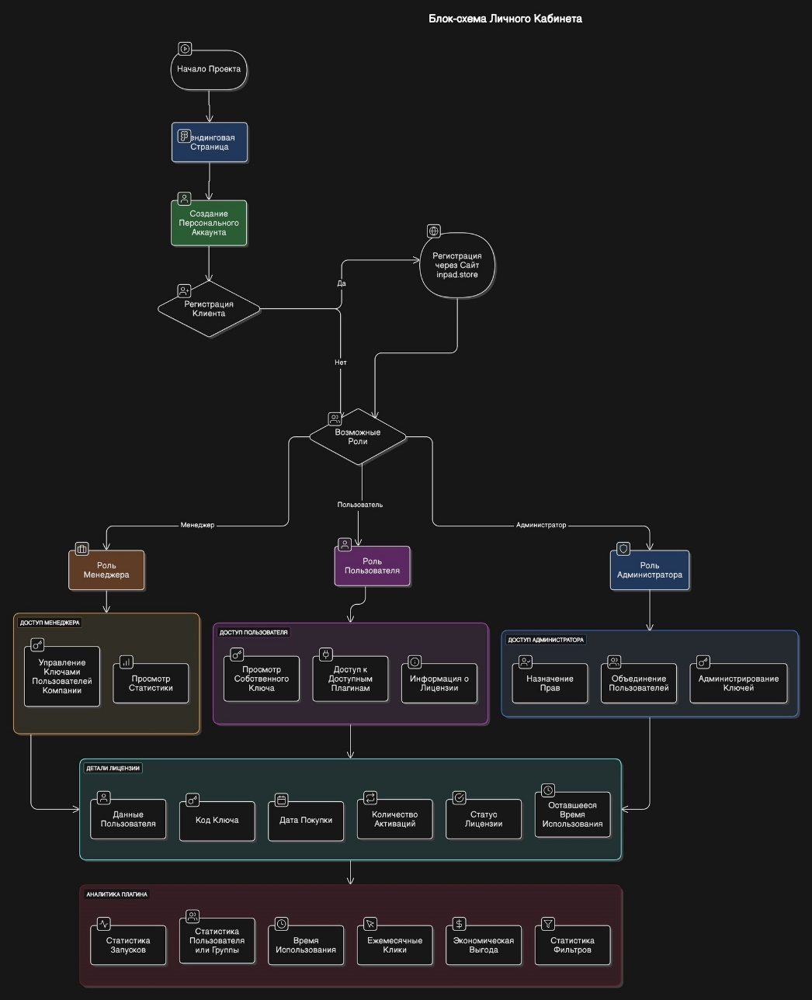 Блок-схема Личного Кабинета
Начало Проекта
ендинговая
Страница
Создание
Персонального
Аккаунта
Регистрация
Клиента
Да
Регистрация
через Сайт
inpad.store
Нет
Возможные
Роли
Менеджер
Пользователь
Администратор
Роль
Менеджера
Роль
Пользователя
Роль
Администратора
ДОСТУП МЕНЕДЖЕРА
Управление
Ключами
Пользователей
Компании
Просмотр
Статистики
ДОСТУП ПОЛЬЗОВАТЕЛЯ
Просмотр
Собственного
Ключа
Доступ к
Доступным
Плагинам
Информация о
Лицензии
ДОСТУП АДМИНИСТРАТОРА
Назначение
Прав
Объединение
Пользователей
Администрирование
Ключей
ДЕТАЛИ ЛИЦЕНЗИИ
Данные
Пользователя
Код Ключа
Дата Покупки
Количество
Активаций
Статус
Лицензии
Оставшееся
Время
Использования
АНАЛИТИКА ПЛАГИНА
Статистика
Запусков
Статистика
Пользователя
или Группы
Время
Использования
Ежемесячные
Клики
Экономическая
Выгода
Статистика
Фильтров